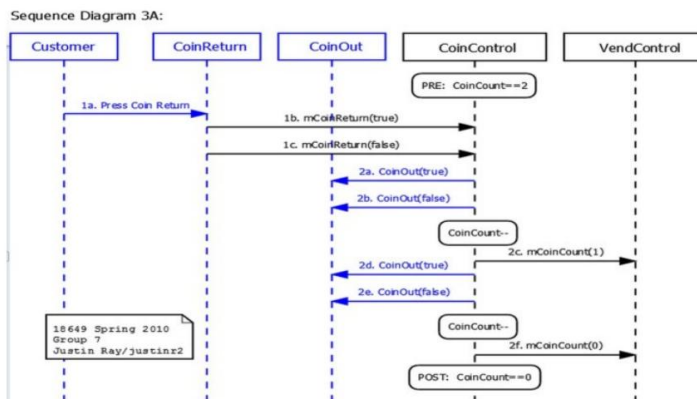 Sequence Diagram 3A:
Customer
CoinReturn
CoinOut
CoinControl
VendControl
PRE: CoinCount==2
1a. Press Coin Return
1b. mCoinReturn(true)
1c. mCoinReturn(false)
2a. CoinOut(true)
2b. CoinOut(false)
CoinCount--
2c. mCoinCount(1)
2d. CoinOut(true)
2e. CoinOut(false)
CoinCount--
2f. mCoinCount(0)
POST: CoinCount==0
18649 Spring 2010
Group 7
Justin Ray/justinr2